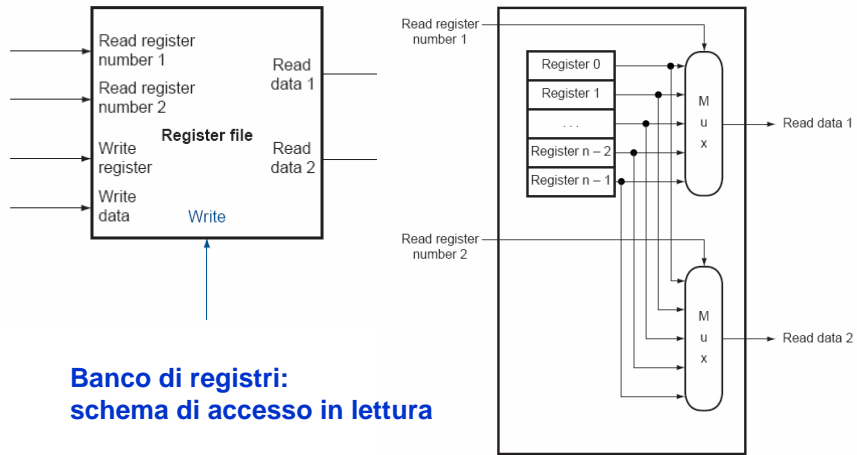 Read register
number 1
Read register
number 2
Write
register
Write
data
Register file
Write
Read
data 1
Read
data 2
Banco di registri:
schema di accesso in lettura
Read register
number 1
Register 0
Register 1
. . .
Register n – 2
Register n – 1
M
u
x
Read data 1
Read register
number 2
M
u
x
Read data 2